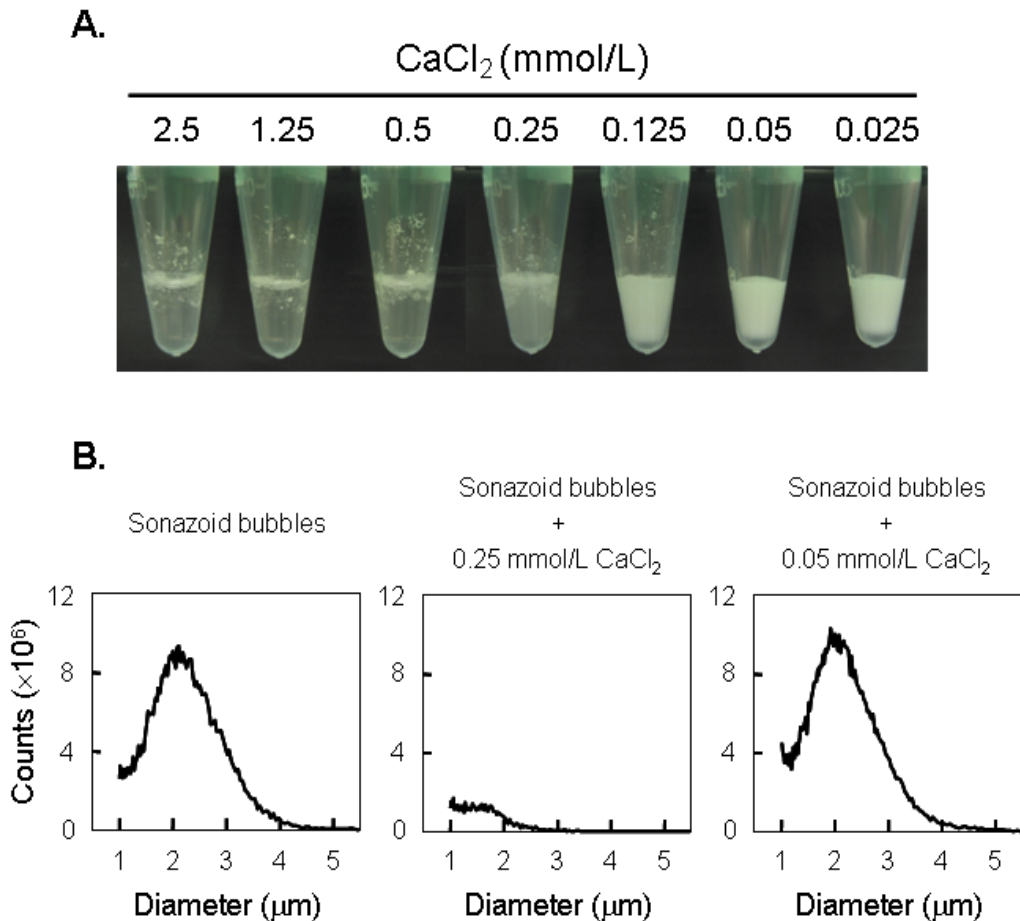 A.
CaCl₂ (mmol/L)
2.5 1.25 0.5 0.25 0.125 0.05 0.025
B.
Sonazoid bubbles
Sonazoid bubbles
+
0.25 mmol/L CaCl₂
Sonazoid bubbles
+
0.05 mmol/L CaCl₂
Counts (×10⁶)
12
8
4
0
1 2 3 4 5
Diameter (μm)
12
8
4
0
1 2 3 4 5
Diameter (μm)
12
8
4
0
1 2 3 4 5
Diameter (μm)